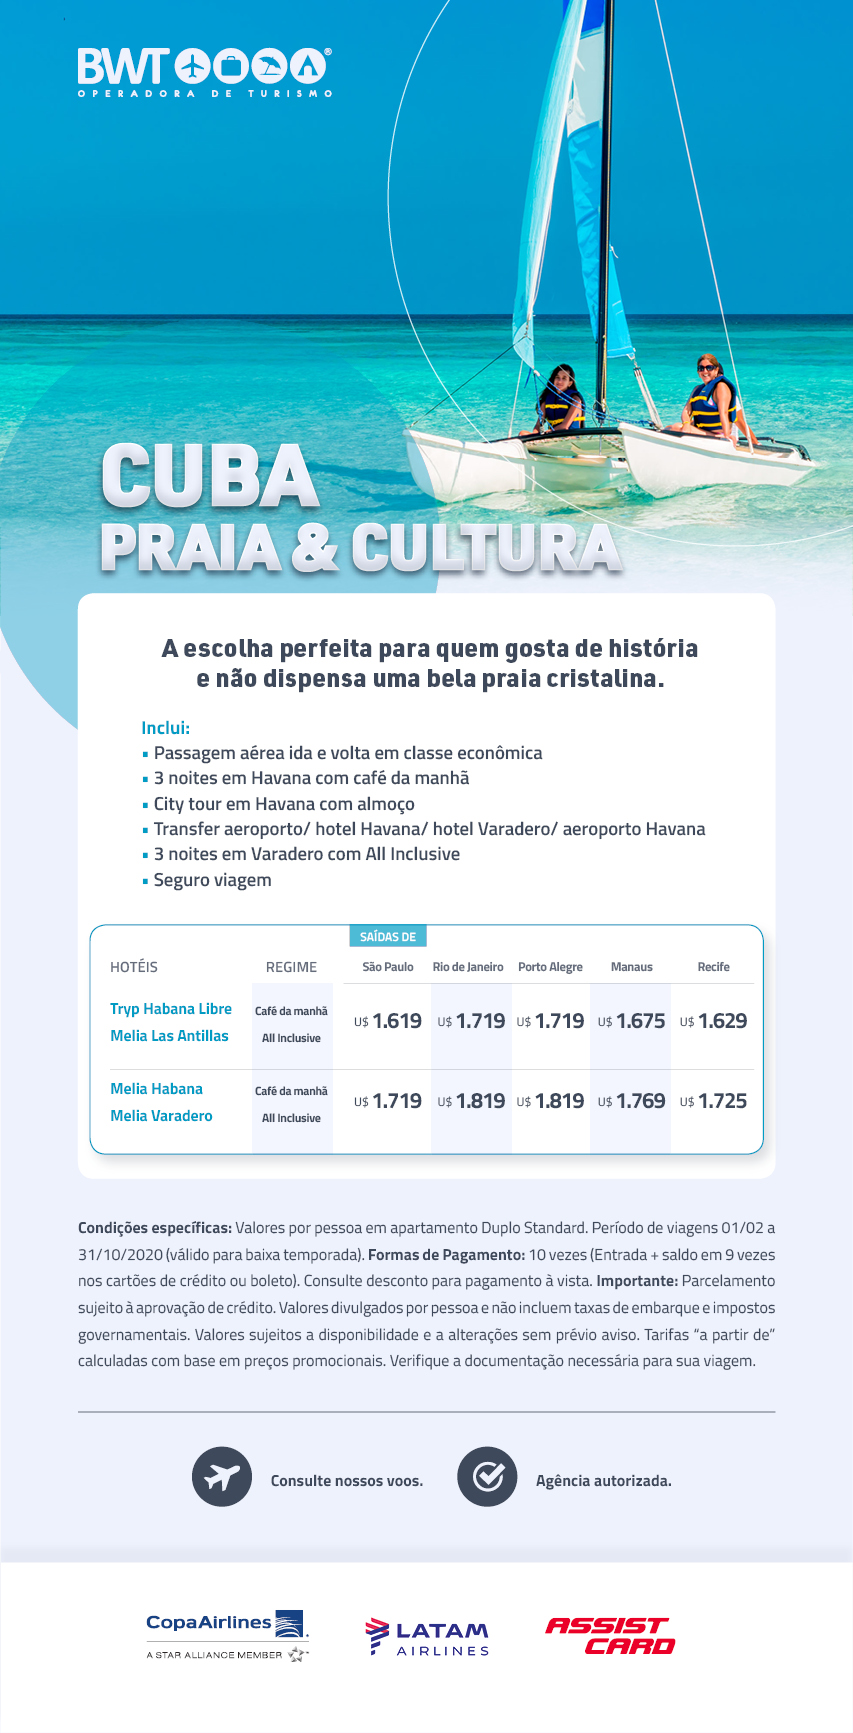 BWT®
OPERADORA DE TURISMO
CUBA
PRAIA & CULTURA
A escolha perfeita para quem gosta de história
e não dispensa uma bela praia cristalina.
Inclui:
▪ Passagem aérea ida e volta em classe econômica
▪ 3 noites em Havana com café da manhã
▪ City tour em Havana com almoço
▪ Transfer aeroporto/ hotel Havana/ hotel Varadero/ aeroporto Havana
▪ 3 noites em Varadero com All Inclusive
▪ Seguro viagem
SAÍDAS DE
HOTÉIS REGIME São Paulo Rio de Janeiro Porto Alegre Manaus Recife
Tryp Habana Libre Café da manhã
U$ 1.619 U$ 1.719 U$ 1.719 U$ 1.675 U$ 1.629
Melia Las Antillas All Inclusive
Melia Habana Café da manhã
U$ 1.719 U$ 1.819 U$ 1.819 U$ 1.769 U$ 1.725
Melia Varadero All Inclusive
Condições específicas: Valores por pessoa em apartamento Duplo Standard. Período de viagens 01/02 a
31/10/2020 (válido para baixa temporada). Formas de Pagamento: 10 vezes (Entrada + saldo em 9 vezes
nos cartões de crédito ou boleto). Consulte desconto para pagamento à vista. Importante: Parcelamento
sujeito à aprovação de crédito. Valores divulgados por pessoa e não incluem taxas de embarque e impostos
governamentais. Valores sujeitos a disponibilidade e a alterações sem prévio aviso. Tarifas “a partir de”
calculadas com base em preços promocionais. Verifique a documentação necessária para sua viagem.
Consulte nossos voos. Agência autorizada.
CopaAirlines
A STAR ALLIANCE MEMBER
LATAM
AIRLINES
ASSIST
CARD